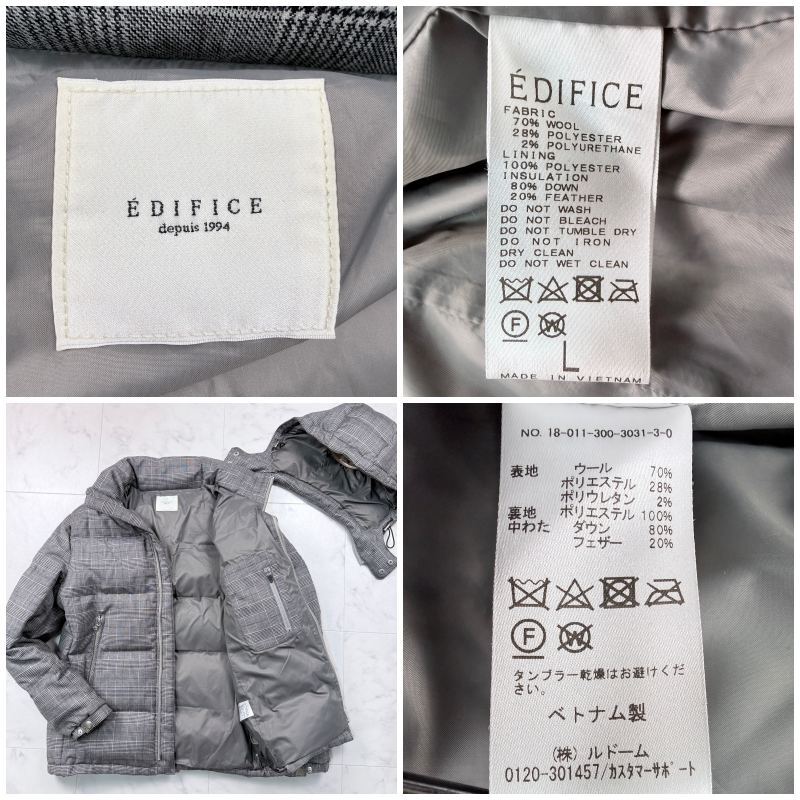 ÉDIFICE
depuis 1994
ÉDIFICE
FABRIC
70% WOOL
28% POLYESTER
2% POLYURETHANE
LINING
100% POLYESTER
INSULATION
80% DOWN
20% FEATHER
DO NOT WASH
DO NOT BLEACH
DO NOT TUMBLE DRY
DO NOT IRON
DRY CLEAN
DO NOT WET CLEAN
F W
L
MADE IN VIETNAM
NO. 18-011-300-3031-3-0
表地 ウール 70%
ポリエステル 28%
ポリウレタン 2%
裏地 ポリエステル 100%
中わた ダウン 80%
フェザー 20%
F W
タンブラー乾燥はお避けくだ
さい。
ベトナム製
(株) ルドーム
0120-301457/カスタマーサポート